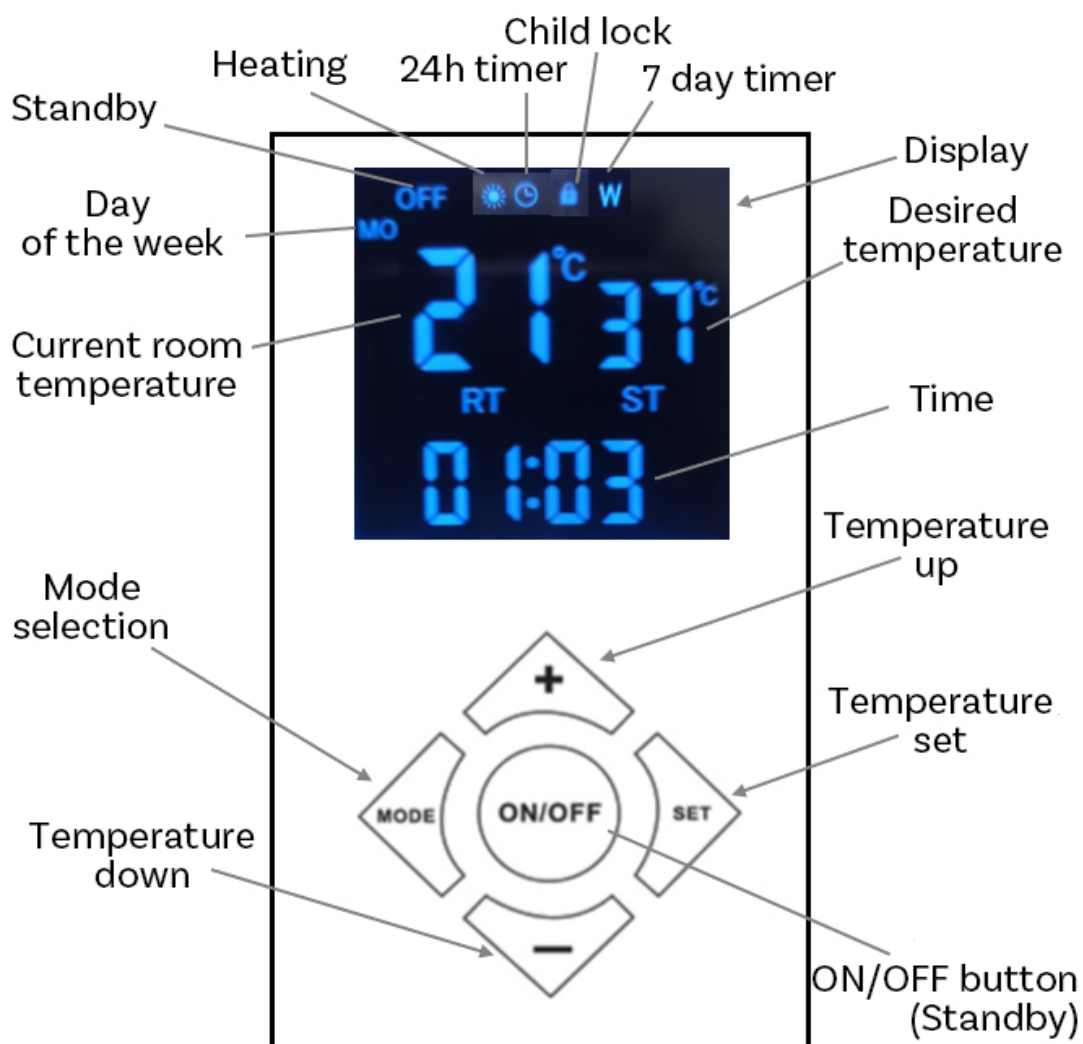 Child lock
Heating
24h timer
7 day timer
Standby
Display
Day
of the week
Desired
temperature
OFF
W
MO
21°C
37°C
Current room
temperature
RT
ST
Time
01:03
Temperature
up
Mode
selection
+
Temperature
set
MODE
ON/OFF
SET
Temperature
down
−
ON/OFF button
(Standby)